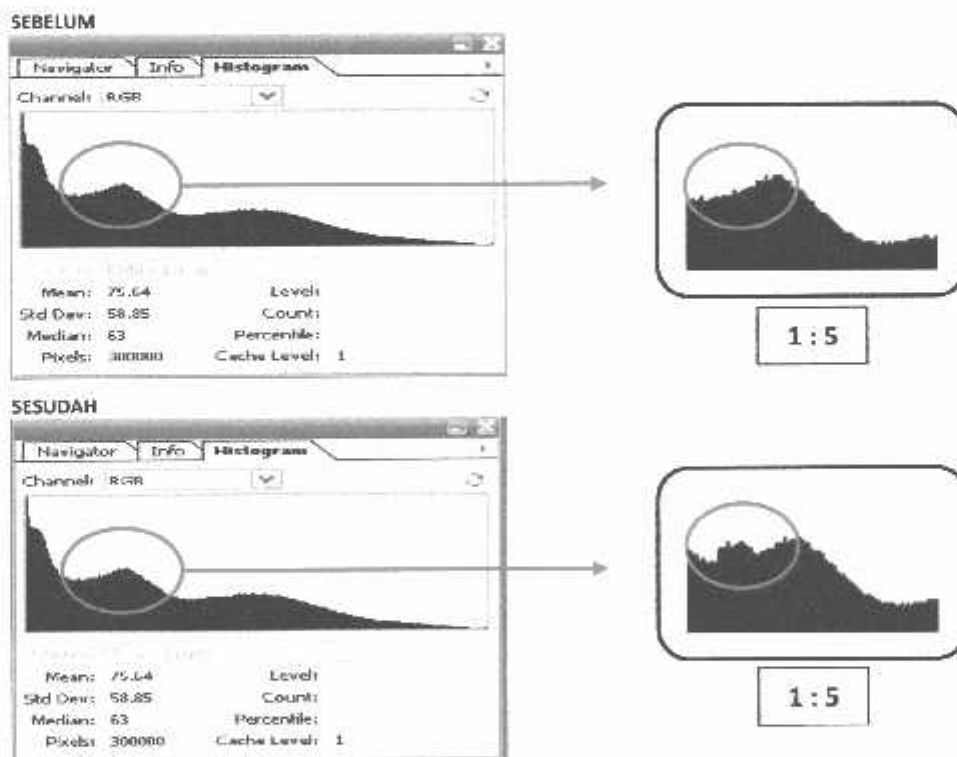 SEBELUM
Navigator Info Histogram
Channel: RGB
Mean: 75.64 Level:
Std Dev: 58.85 Count:
Median: 63 Percentile:
Pixels: 300000 Cache Level: 1
1 : 5
SESUDAH
Navigator Info Histogram
Channel: RGB
Mean: 75.64 Level:
Std Dev: 58.85 Count:
Median: 63 Percentile:
Pixels: 300000 Cache Level: 1
1 : 5